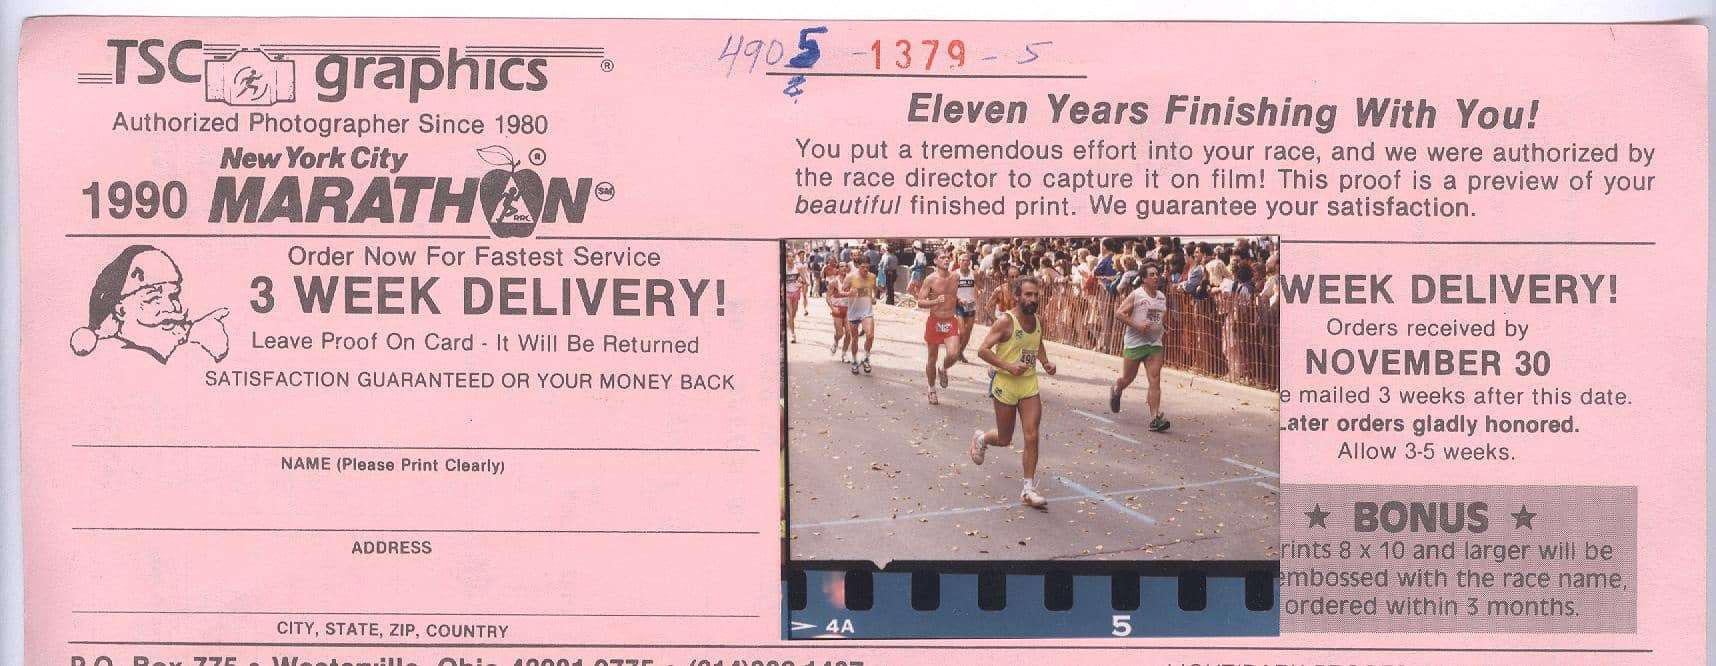 TSC graphics ®
4905 -1379 - 5
&
Authorized Photographer Since 1980
New York City ®
1990 MARATHON SM
RRC
Eleven Years Finishing With You!
You put a tremendous effort into your race, and we were authorized by
the race director to capture it on film! This proof is a preview of your
beautiful finished print. We guarantee your satisfaction.
Order Now For Fastest Service
3 WEEK DELIVERY!
Leave Proof On Card - It Will Be Returned
SATISFACTION GUARANTEED OR YOUR MONEY BACK
NAME (Please Print Clearly)
ADDRESS
CITY, STATE, ZIP, COUNTRY
> 4A 5
WEEK DELIVERY!
Orders received by
NOVEMBER 30
e mailed 3 weeks after this date.
Later orders gladly honored.
Allow 3-5 weeks.
★ BONUS ★
rints 8 x 10 and larger will be
embossed with the race name,
ordered within 3 months.
P.O. Box 775 • Westerville, Ohio